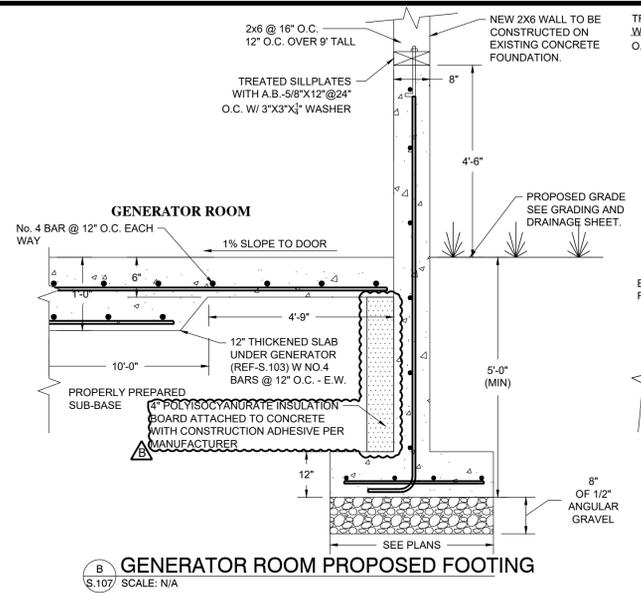 2x6 @ 16" O.C.
12" O.C. OVER 9' TALL
NEW 2X6 WALL TO BE
CONSTRUCTED ON
EXISTING CONCRETE
FOUNDATION.
TREATED SILLPLATES
WITH A.B.-5/8"X12"@24"
O.C. W/ 3"X3"X¼" WASHER
8"
4'-6"
GENERATOR ROOM
No. 4 BAR @ 12" O.C. EACH
WAY
1% SLOPE TO DOOR
PROPOSED GRADE
SEE GRADING AND
DRAINAGE SHEET.
6"
1'-0"
4'-9"
12" THICKENED SLAB
UNDER GENERATOR
(REF-S.103) W NO.4
BARS @ 12" O.C. - E.W.
10'-0"
5'-0"
(MIN)
PROPERLY PREPARED
SUB-BASE
4" POLYISOCYANURATE INSULATION
BOARD ATTACHED TO CONCRETE
WITH CONSTRUCTION ADHESIVE PER
MANUFACTURER
B
12"
8"
OF 1/2"
ANGULAR
GRAVEL
SEE PLANS
B
S.107
GENERATOR ROOM PROPOSED FOOTING
SCALE: N/A